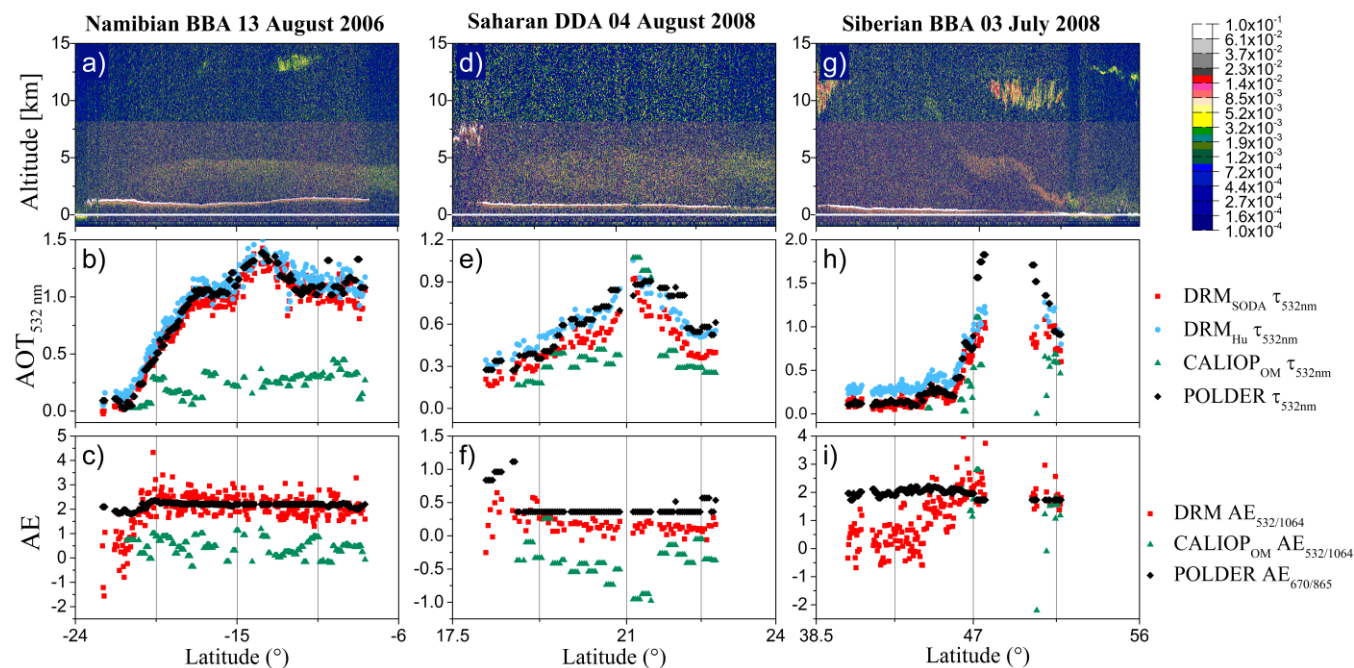 Namibian BBA 13 August 2006
Saharan DDA 04 August 2008
Siberian BBA 03 July 2008
Altitude [km]
15
10
5
0
a)
d)
g)
1.0x10⁻¹
6.1x10⁻²
3.7x10⁻²
2.3x10⁻²
1.4x10⁻²
8.5x10⁻³
5.2x10⁻³
3.2x10⁻³
1.9x10⁻³
1.2x10⁻³
7.2x10⁻⁴
4.4x10⁻⁴
2.7x10⁻⁴
1.6x10⁻⁴
1.0x10⁻⁴
AOT532 nm
1.5
1.0
0.5
0.0
b)
1.2
0.9
0.6
0.3
0.0
e)
2.0
1.5
1.0
0.5
0.0
h)
DRMSODA τ532nm
DRMHu τ532nm
CALIOPOM τ532nm
POLDER τ532nm
AE
5
4
3
2
1
0
-1
-2
c)
1.5
1.0
0.5
0.0
-0.5
-1.0
f)
4
3
2
1
0
-1
-2
i)
DRM AE532/1064
CALIOPOM AE532/1064
POLDER AE670/865
-24 -15 -6
17.5 21 24
38.5 47 56
Latitude (°)
Latitude (°)
Latitude (°)